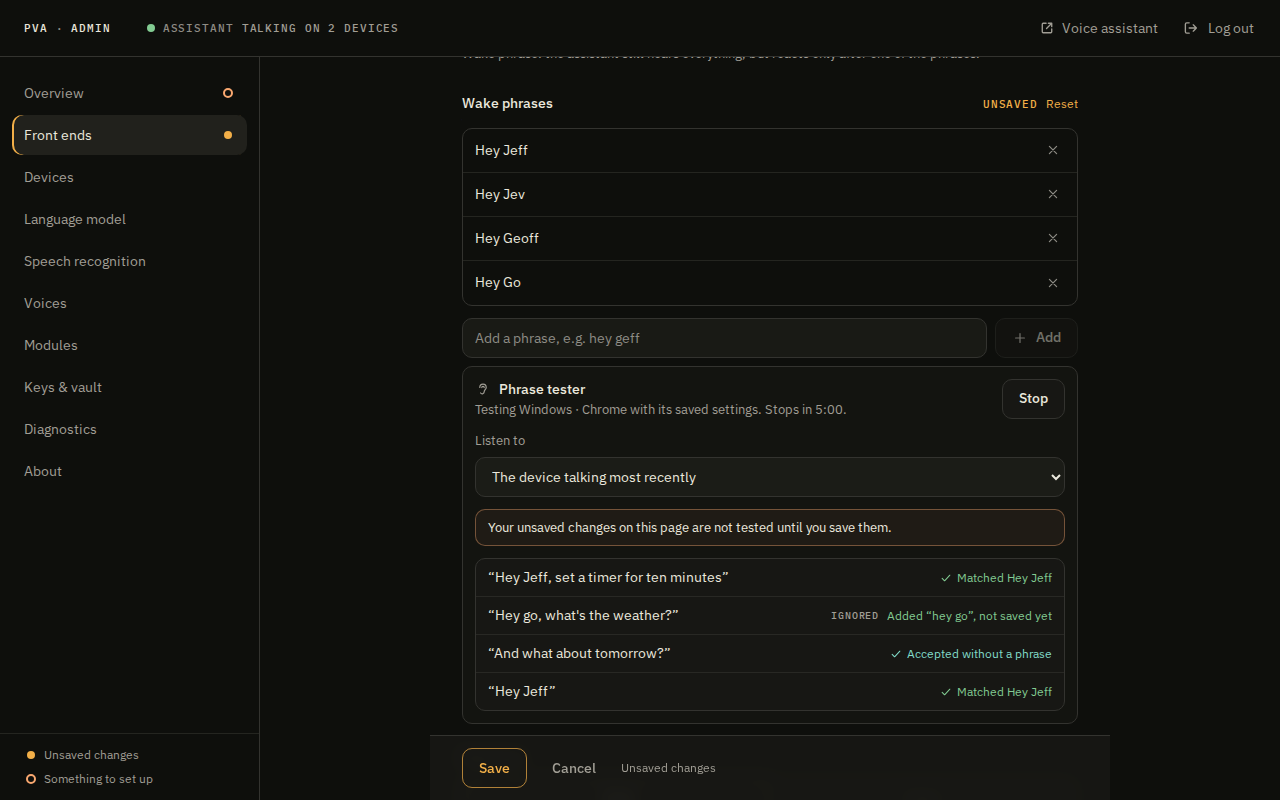 PVA · ADMIN
ASSISTANT TALKING ON 2 DEVICES
Voice assistant
Log out
Overview
Front ends
Devices
Language model
Speech recognition
Voices
Modules
Keys & vault
Diagnostics
About
Unsaved changes
Something to set up
Wake phrases
UNSAVED Reset
Hey Jeff
Hey Jev
Hey Geoff
Hey Go
Add a phrase, e.g. hey geff
Add
Phrase tester
Testing Windows · Chrome with its saved settings. Stops in 5:00.
Stop
Listen to
The device talking most recently
Your unsaved changes on this page are not tested until you save them.
“Hey Jeff, set a timer for ten minutes” Matched Hey Jeff
“Hey go, what's the weather?” IGNORED Added “hey go”, not saved yet
“And what about tomorrow?” Accepted without a phrase
“Hey Jeff” Matched Hey Jeff
Save Cancel Unsaved changes